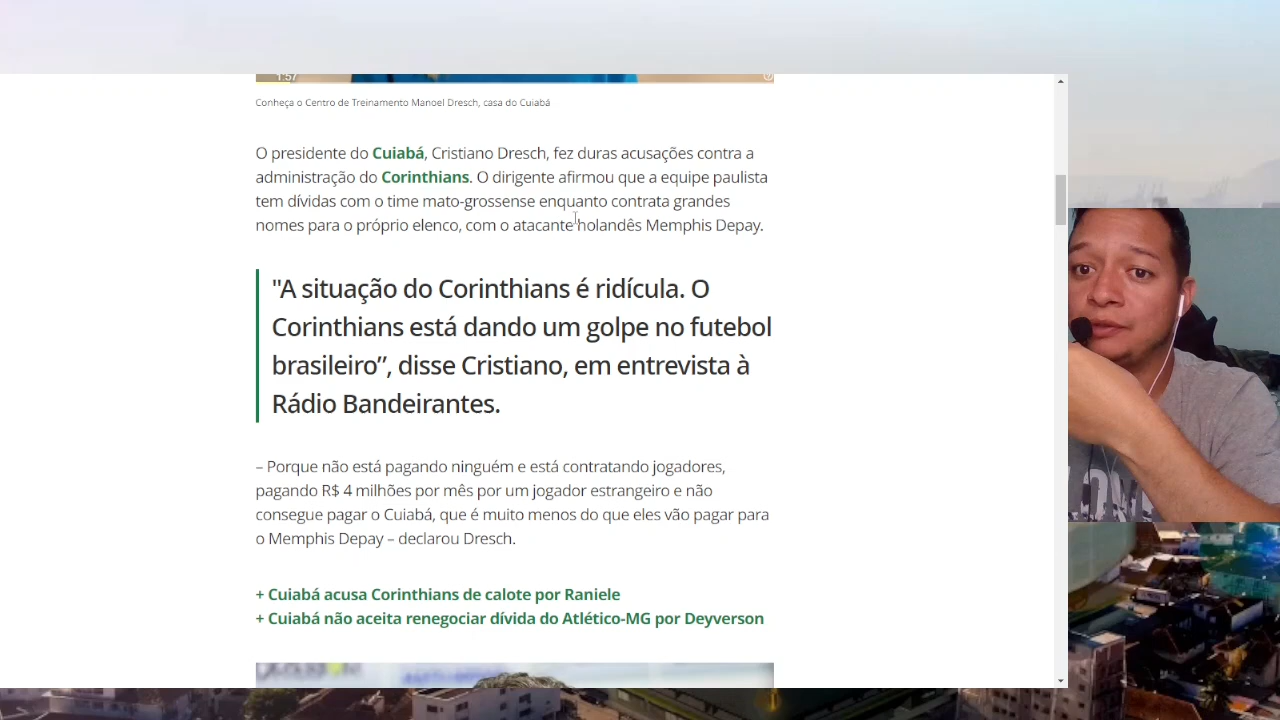 1:57
Conheça o Centro de Treinamento Manoel Dresch, casa do Cuiabá
O presidente do Cuiabá, Cristiano Dresch, fez duras acusações contra a
administração do Corinthians. O dirigente afirmou que a equipe paulista
tem dívidas com o time mato-grossense enquanto contrata grandes
nomes para o próprio elenco, com o atacante holandês Memphis Depay.
"A situação do Corinthians é ridícula. O
Corinthians está dando um golpe no futebol
brasileiro”, disse Cristiano, em entrevista à
Rádio Bandeirantes.
– Porque não está pagando ninguém e está contratando jogadores,
pagando R$ 4 milhões por mês por um jogador estrangeiro e não
consegue pagar o Cuiabá, que é muito menos do que eles vão pagar para
o Memphis Depay – declarou Dresch.
+ Cuiabá acusa Corinthians de calote por Raniele
+ Cuiabá não aceita renegociar dívida do Atlético-MG por Deyverson